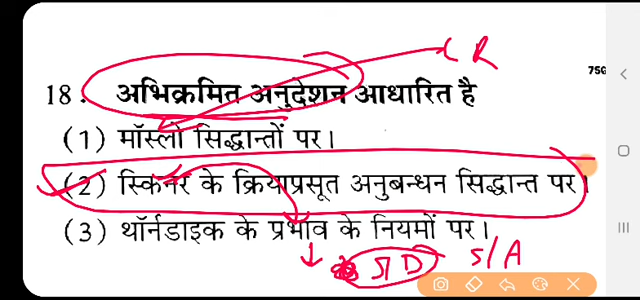 R
75G
18. अभिक्रमित अनुदेशन आधारित है
(1) मॉस्लो सिद्धान्तों पर।
(2) स्किनर के क्रियाप्रसूत अनुबन्धन सिद्धान्त पर।
(3) थॉर्नडाइक के प्रभाव के नियमों पर।
S/A